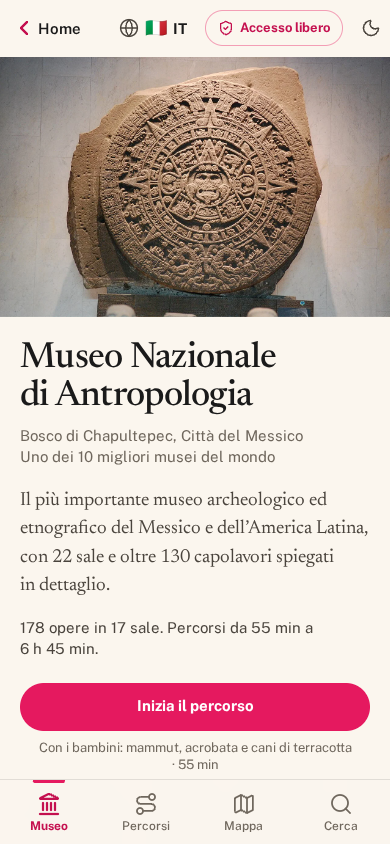 Home
IT
Accesso libero
Museo Nazionale
di Antropologia
Bosco di Chapultepec, Città del Messico
Uno dei 10 migliori musei del mondo
Il più importante museo archeologico ed
etnografico del Messico e dell’America Latina,
con 22 sale e oltre 130 capolavori spiegati
in dettaglio.
178 opere in 17 sale. Percorsi da 55 min a
6 h 45 min.
Inizia il percorso
Con i bambini: mammut, acrobata e cani di terracotta
· 55 min
Museo
Percorsi
Mappa
Cerca